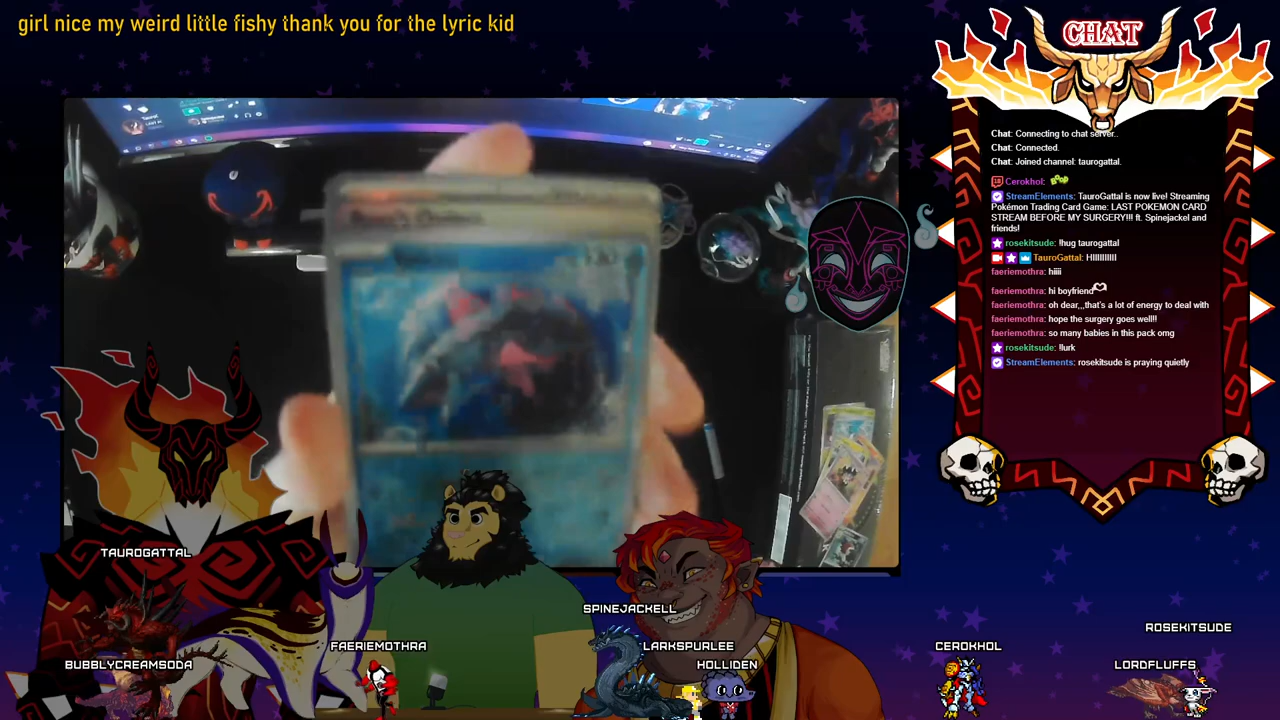 girl nice my weird little fishy thank you for the lyric kid
CHAT
Chat: Connecting to chat server..
Chat: Connected.
Chat: Joined channel: taurogattal.
Cerokhol:
StreamElements: TauroGattal is now live! Streaming
Pokémon Trading Card Game: LAST POKEMON CARD
STREAM BEFORE MY SURGERY!!! ft. Spinejackel and
friends!
rosekitsude: !hug taurogattal
TauroGattal: HIIIIIIIIII
faeriemothra: hiiii
faeriemothra: hi boyfriend
faeriemothra: oh dear,,,that's a lot of energy to deal with
faeriemothra: hope the surgery goes well!!!
faeriemothra: so many babies in this pack omg
rosekitsude: !lurk
StreamElements: rosekitsude is praying quietly
TAUROGATTAL
SPINEJACKELL
ROSEKITSUDE
FAERIEMOTHRA
LARKSPURLEE
CEROKHOL
BUBBLYCREAMSODA
HOLLIDEN
LORDFLUFFS